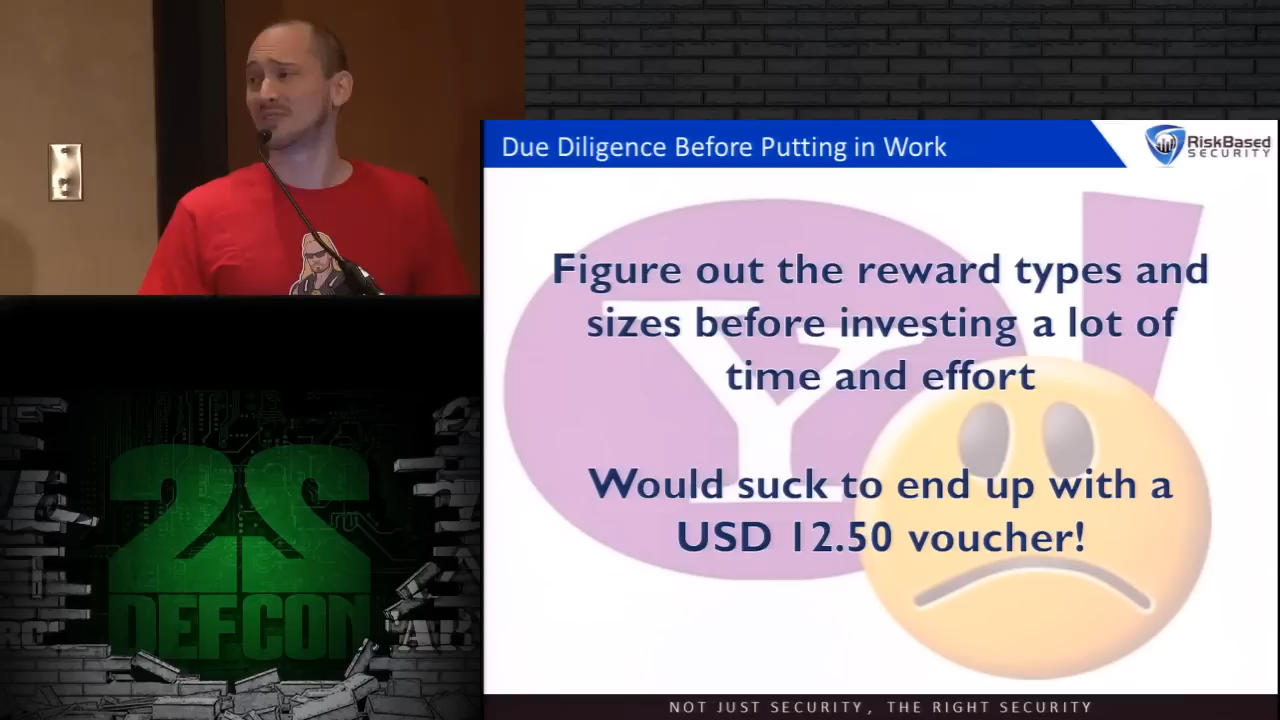 Due Diligence Before Putting in Work
RiskBased
SECURITY
Figure out the reward types and
sizes before investing a lot of
time and effort
Would suck to end up with a
USD 12.50 voucher!
Y!
22
DEFCON
NOT JUST SECURITY, THE RIGHT SECURITY